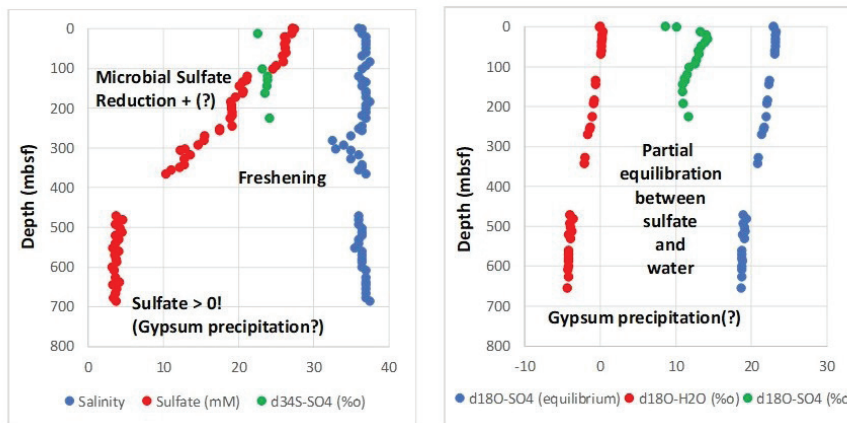 0
100
200
300
400
500
600
700
800
Depth (mbsf)
Microbial Sulfate
Reduction + (?)
Freshening
Sulfate > 0!
(Gypsum precipitation?)
0 10 20 30 40
Salinity Sulfate (mM) d34S-SO4 (%o)
0
100
200
300
400
500
600
700
800
Depth (mbsf)
Partial
equilibration
between
sulfate
and
water
Gypsum precipitation(?)
-10 0 10 20 30
d18O-SO4 (equilibrium) d18O-H2O (%o) d18O-SO4 (%o